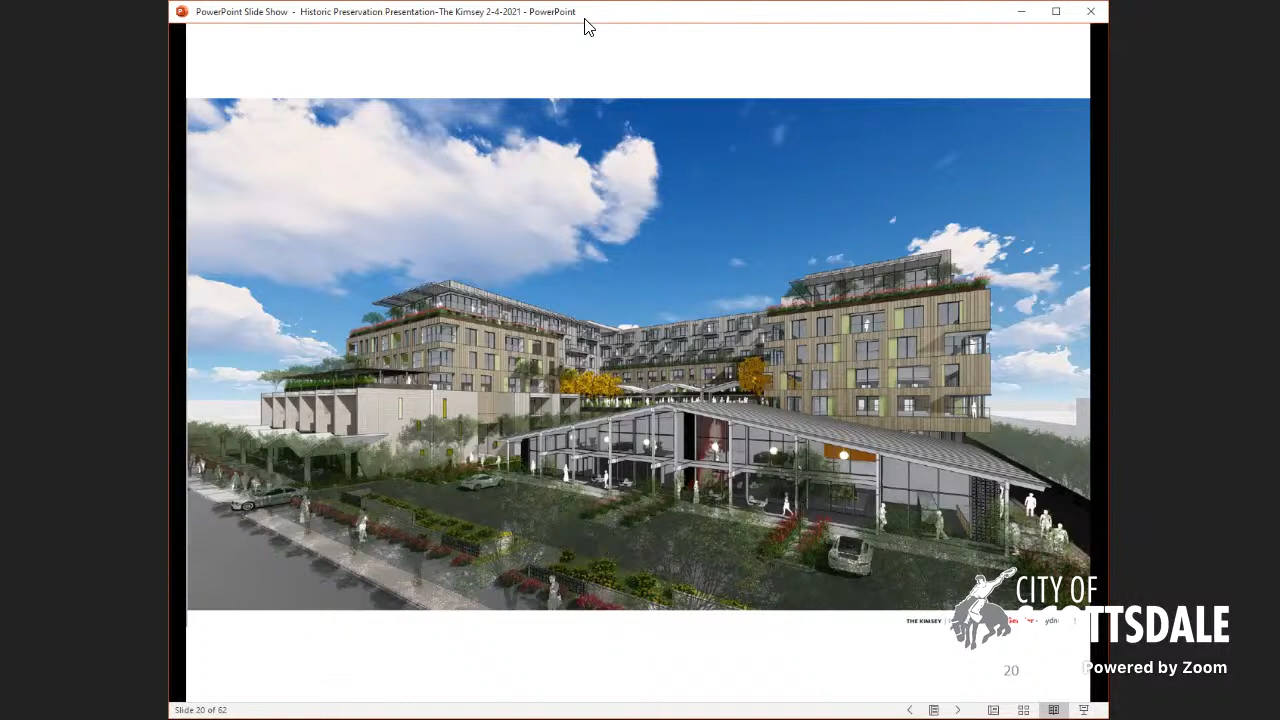 PowerPoint Slide Show - Historic Preservation Presentation-The Kimsey 2-4-2021 - PowerPoint
THE KIMSEY
CITY OF
SCOTTSDALE
Powered by Zoom
20
Slide 20 of 62